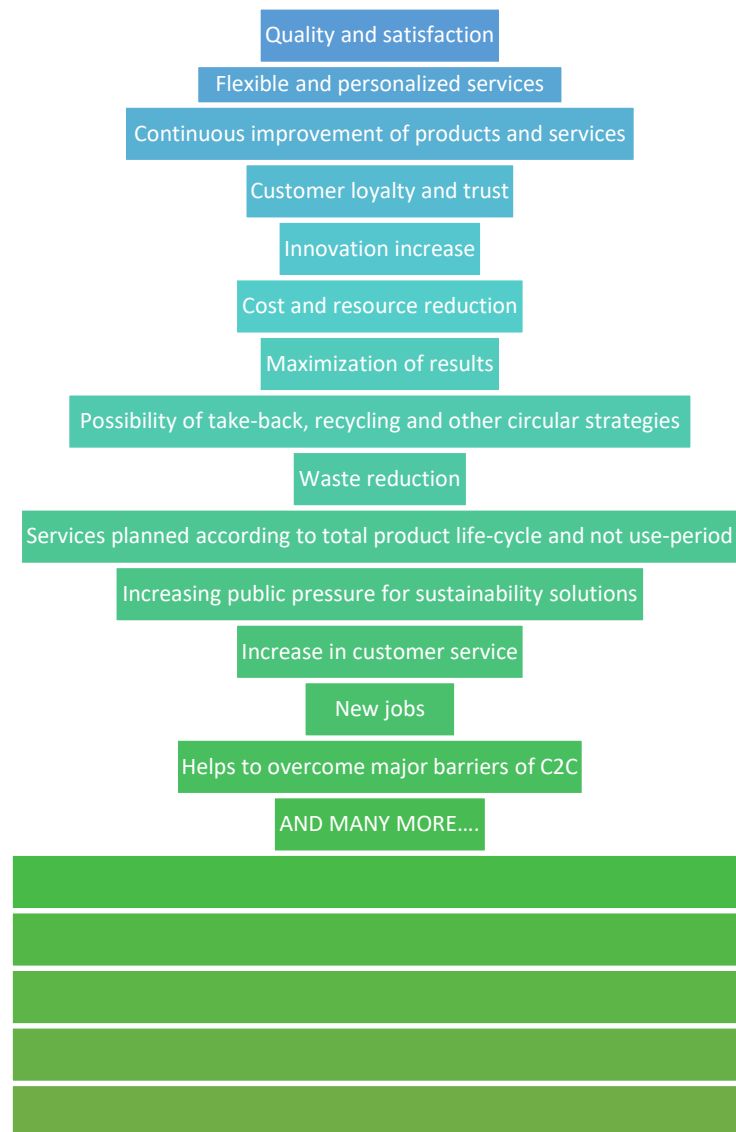 Quality and satisfaction
Flexible and personalized services
Continuous improvement of products and services
Customer loyalty and trust
Innovation increase
Cost and resource reduction
Maximization of results
Possibility of take-back, recycling and other circular strategies
Waste reduction
Services planned according to total product life-cycle and not use-period
Increasing public pressure for sustainability solutions
Increase in customer service
New jobs
Helps to overcome major barriers of C2C
AND MANY MORE….